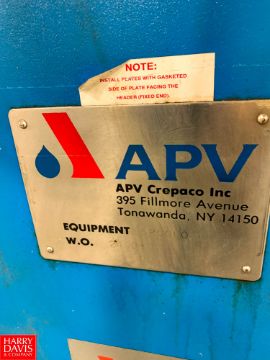 NOTE:
INSTALL PLATES WITH GASKETED
SIDE OF PLATE FACING THE
HEADER (FIXED END).
APV
APV Crepaco Inc
395 Fillmore Avenue
Tonawanda, NY 14150
EQUIPMENT
W.O.
HARRY
DAVIS
& COMPANY